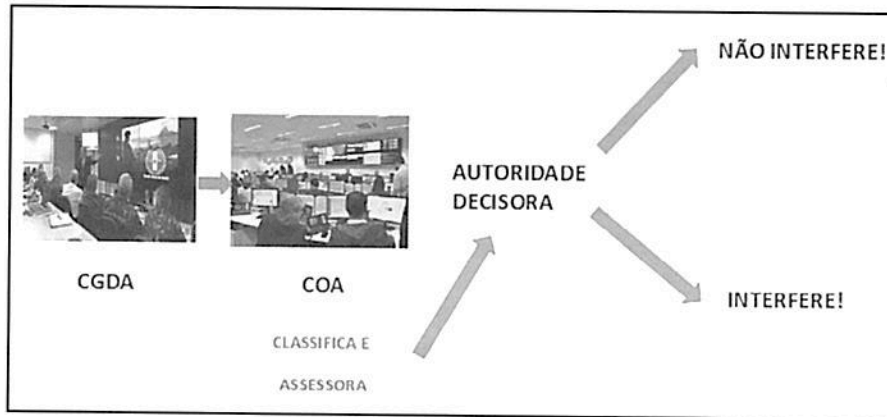 NÃO INTERFERE!
AUTORIDADE
DECISORA
CGDA
COA
INTERFERE!
CLASSIFICA E
ASSESSORA